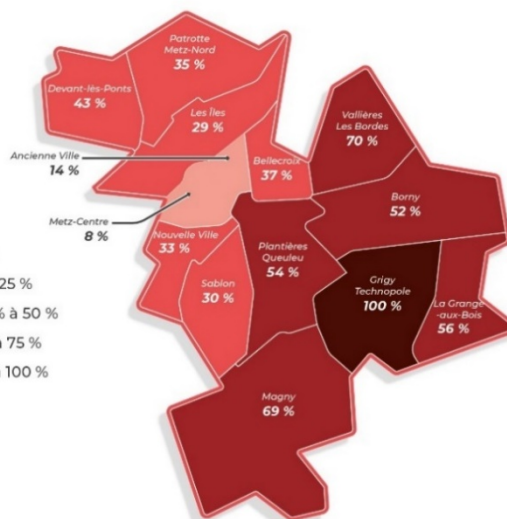 Patrotte
Metz-Nord
35 %
Devant-lès-Ponts
43 %
Les Îles
29 %
Ancienne Ville
14 %
Bellecroix
37 %
Vallières
Les Bordes
70 %
Metz-Centre
8 %
Borny
52 %
Nouvelle Ville
33 %
Plantières
Queuleu
54 %
Sablon
30 %
Grigy
Technopole
100 %
La Grange
-aux-Bois
56 %
25 %
à 50 %
75 %
100 %
Magny
69 %